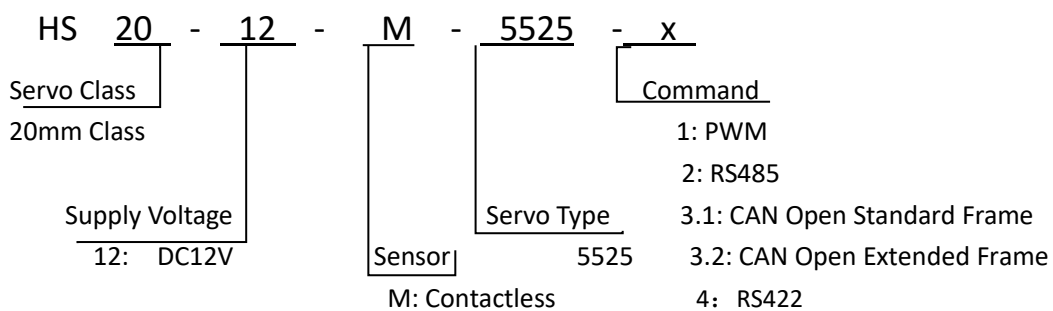 HS 20 - 12 - M - 5525 - x
Servo Class Command
20mm Class 1: PWM
2: RS485
Supply Voltage Servo Type 3.1: CAN Open Standard Frame
12: DC12V Sensor 5525 3.2: CAN Open Extended Frame
M: Contactless 4： RS422